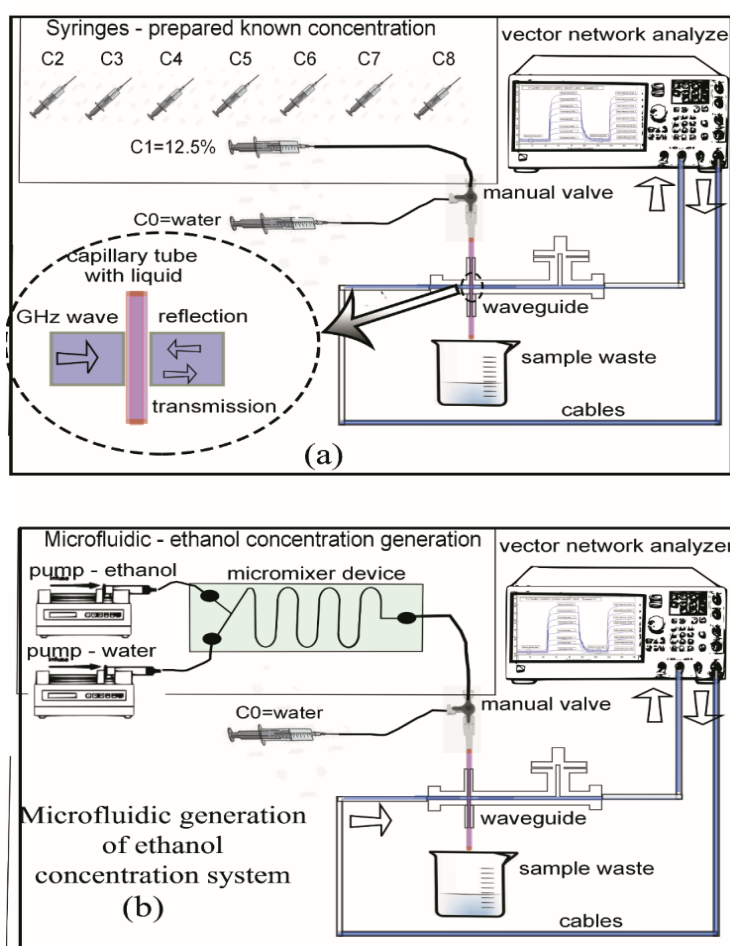 Syringes - prepared known concentration
vector network analyzer
C2 C3 C4 C5 C6 C7 C8
C1=12.5%
manual valve
C0=water
capillary tube
with liquid
GHz wave
reflection
waveguide
transmission
sample waste
cables
(a)
Microfluidic - ethanol concentration generation
vector network analyzer
pump - ethanol
micromixer device
pump - water
manual valve
C0=water
waveguide
Microfluidic generation
of ethanol
concentration system
sample waste
(b)
cables